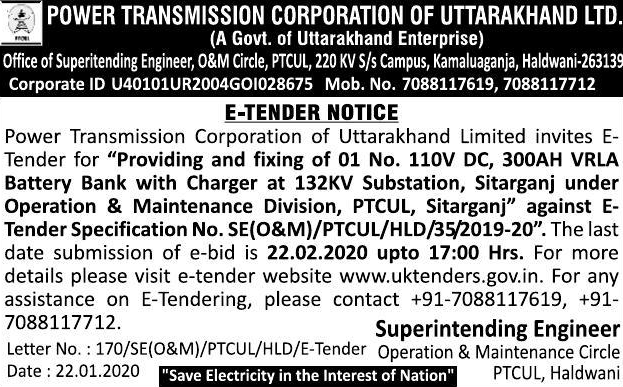 POWER TRANSMISSION CORPORATION OF UTTARAKHAND LTD.
(A Govt. of Uttarakhand Enterprise)
Office of Superitending Engineer, O&M Circle, PTCUL, 220 KV S/s Campus, Kamaluaganja, Haldwani-263139
Corporate ID U40101UR2004GOI028675 Mob. No. 7088117619, 7088117712
E-TENDER NOTICE
Power Transmission Corporation of Uttarakhand Limited invites E-
Tender for "Providing and fixing of 01 No. 110V DC, 300AH VRLA
Battery Bank with Charger at 132KV Substation, Sitarganj under
Operation & Maintenance Division, PTCUL, Sitarganj" against E-
Tender Specification No. SE(O&M)/PTCUL/HLD/35/2019-20". The last
date submission of e-bid is 22.02.2020 upto 17:00 Hrs. For more
details please visit e-tender website www.uktenders.gov.in. For any
assistance on E-Tendering, please contact +91-7088117619, +91-
7088117712.
Superintending Engineer
Letter No. : 170/SE(O&M)/PTCUL/HLD/E-Tender
Operation & Maintenance Circle
Date : 22.01.2020
"Save Electricity in the Interest of Nation"
PTCUL, Haldwani